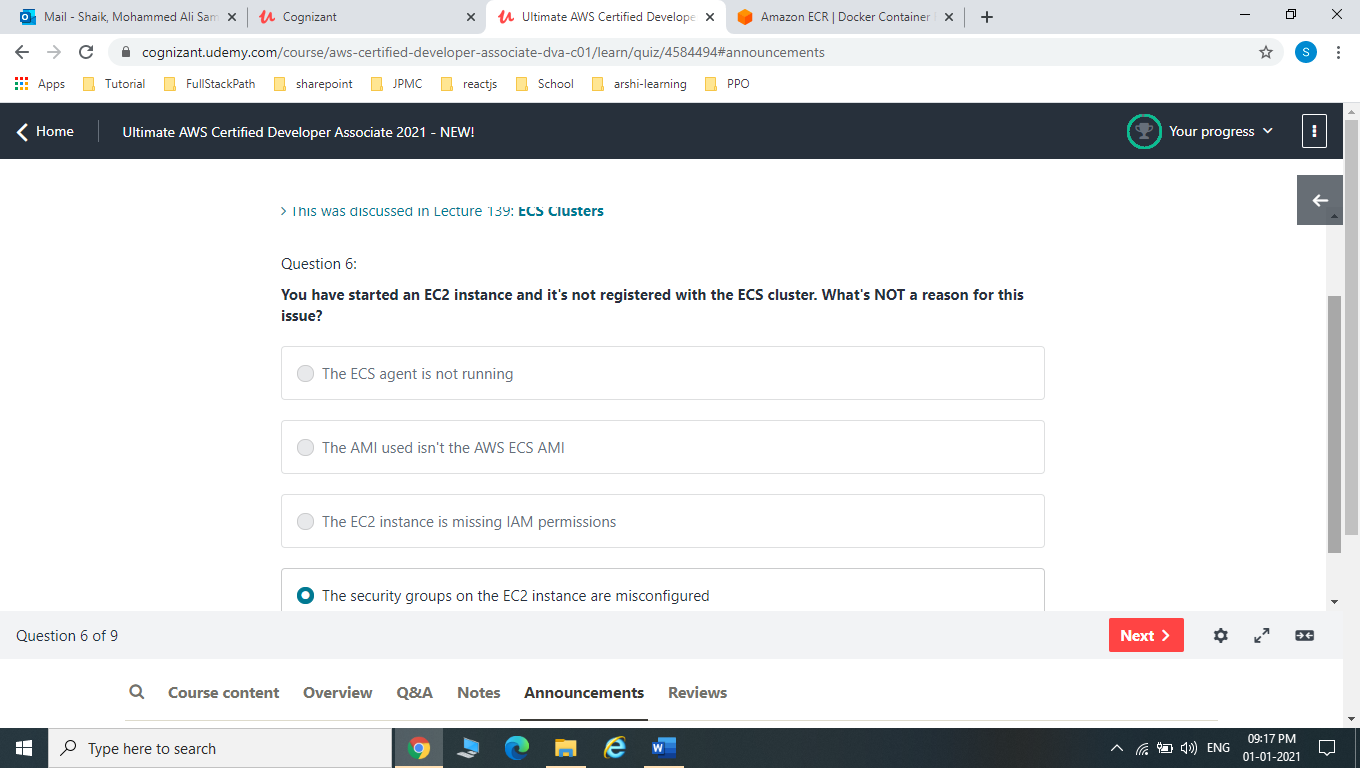 Mail - Shaik, Mohammed Ali Sam
Cognizant
Ultimate AWS Certified Develope
Amazon ECR | Docker Container
cognizant.udemy.com/course/aws-certified-developer-associate-dva-c01/learn/quiz/4584494#announcements
S
Apps Tutorial FullStackPath sharepoint JPMC reactjs School arshi-learning PPO
Home Ultimate AWS Certified Developer Associate 2021 - NEW! Your progress
> This was discussed in Lecture 139: ECS Clusters
Question 6:
You have started an EC2 instance and it's not registered with the ECS cluster. What's NOT a reason for this
issue?
The ECS agent is not running
The AMI used isn't the AWS ECS AMI
The EC2 instance is missing IAM permissions
The security groups on the EC2 instance are misconfigured
Question 6 of 9 Next
Course content Overview Q&A Notes Announcements Reviews
Type here to search
ENG
09:17 PM
01-01-2021